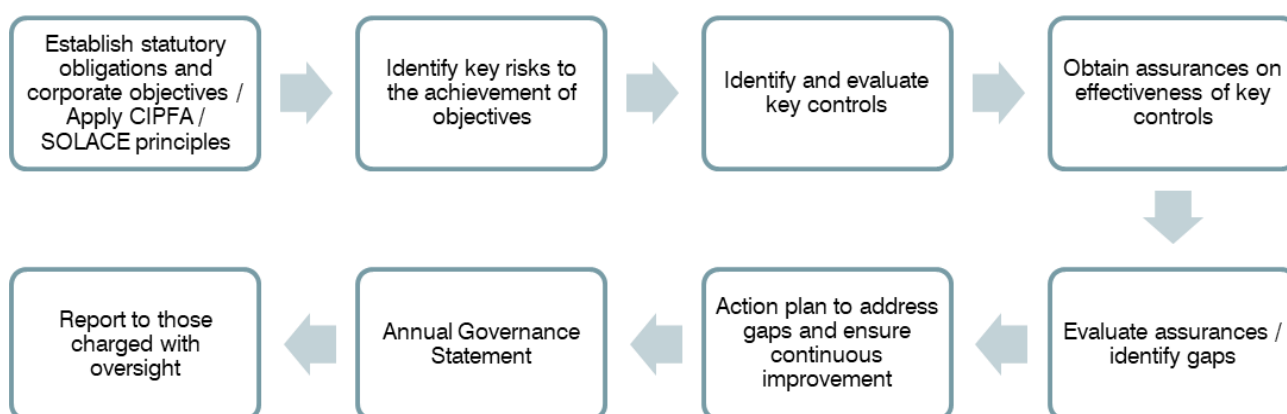 Establish statutory
obligations and
corporate objectives /
Apply CIPFA /
SOLACE principles
Identify key risks to
the achievement of
objectives
Identify and evaluate
key controls
Obtain assurances on
effectiveness of key
controls
Evaluate assurances /
identify gaps
Action plan to address
gaps and ensure
continuous
improvement
Annual Governance
Statement
Report to those
charged with
oversight